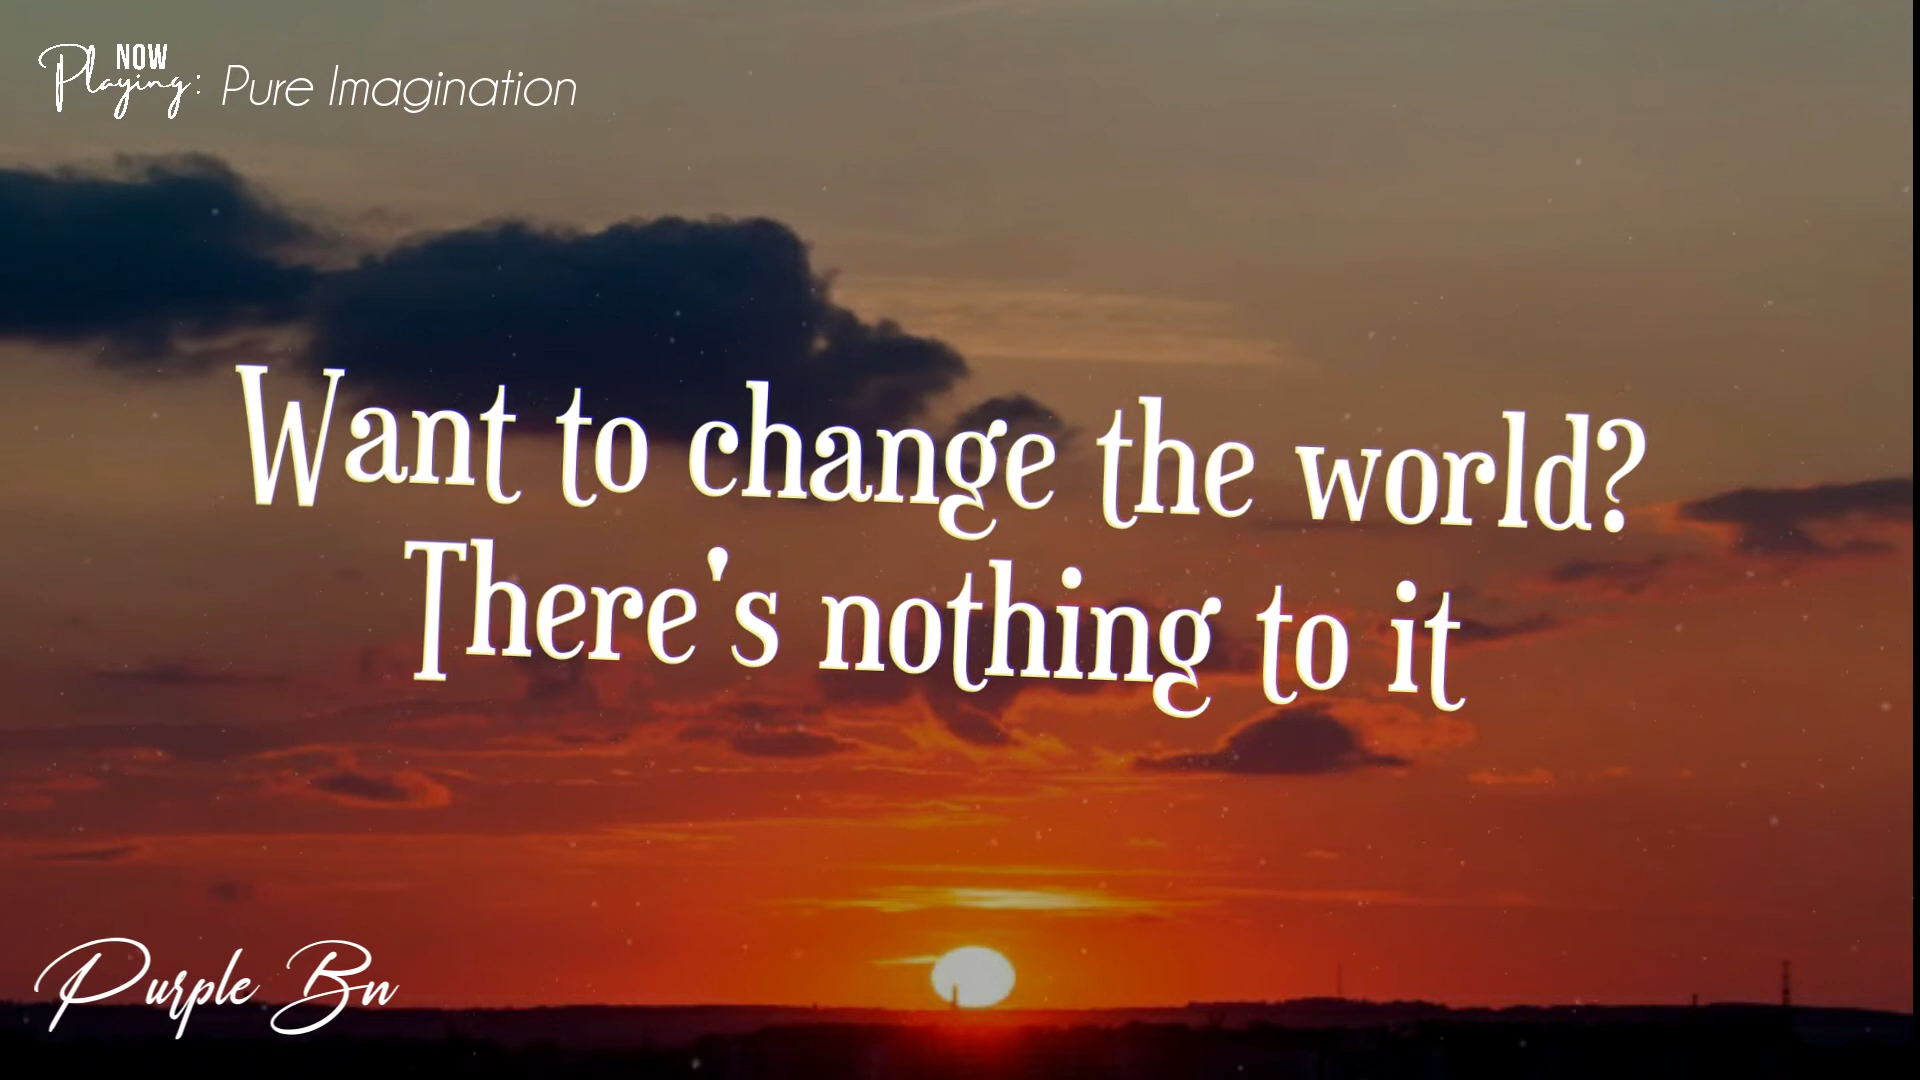 NOW
Playing: Pure Imagination
Want to change the world?
There's nothing to it
Purple Bn